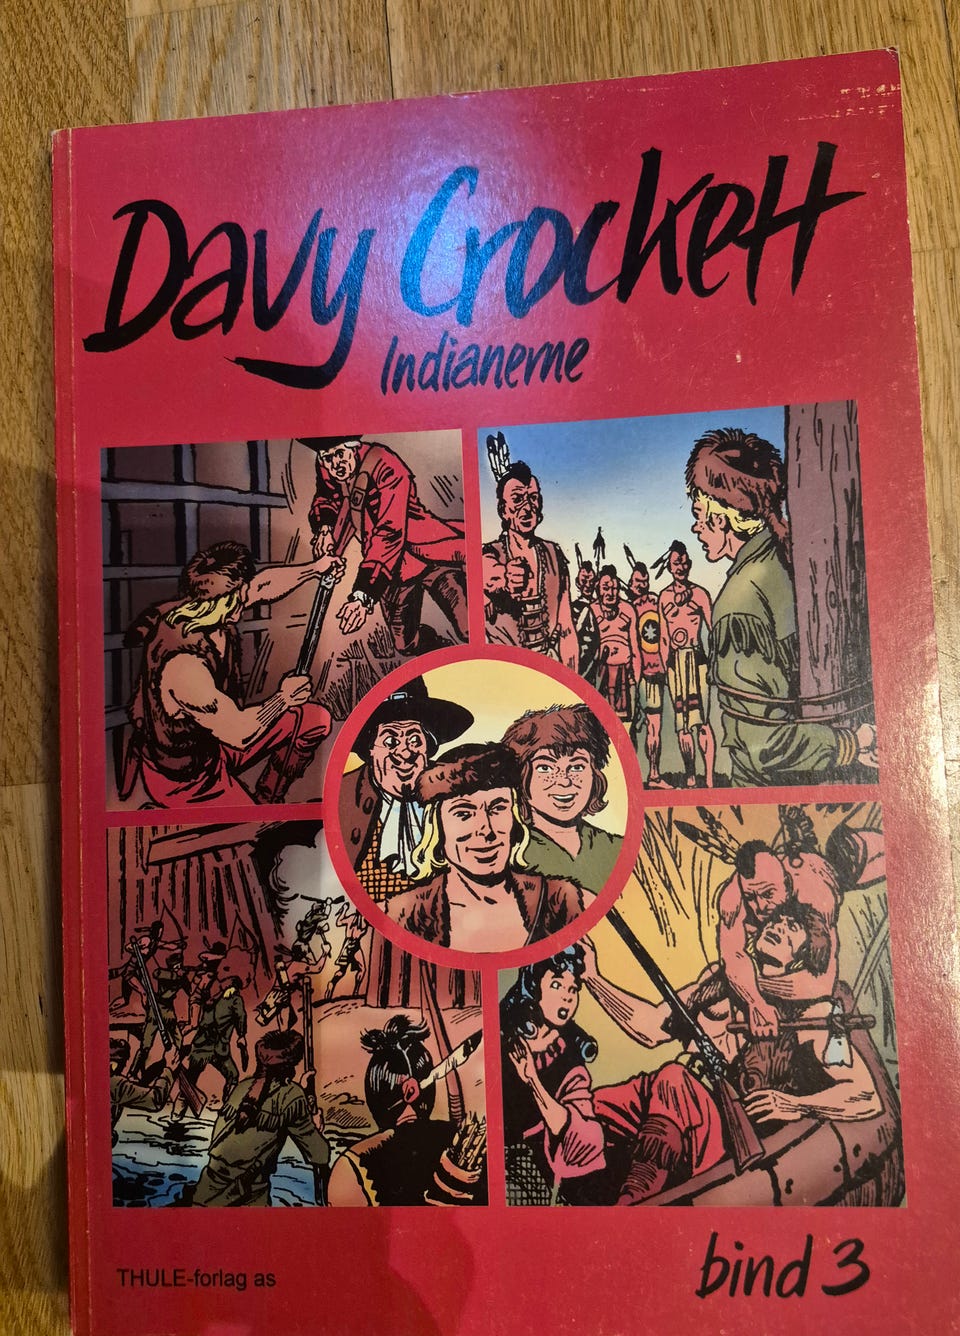 Davy Crockett
Indianerne
THULE-forlag as
bind 3